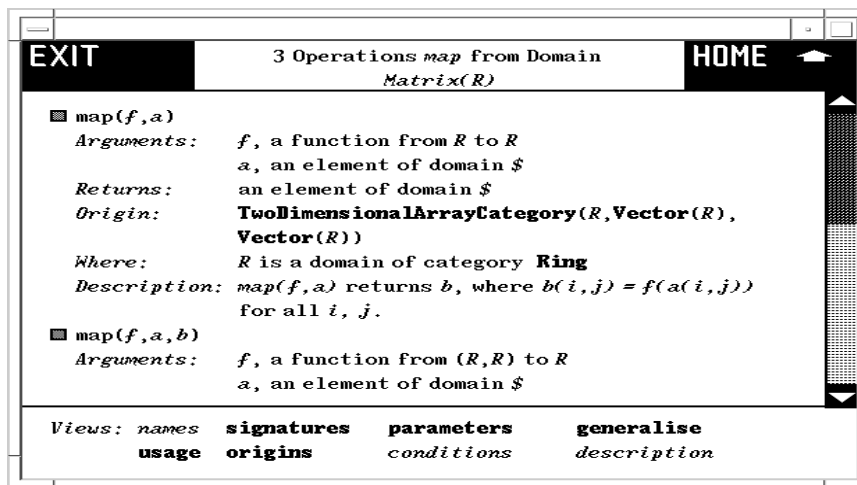 EXIT
3 Operations map from Domain
Matrix(R)
HOME
map(f,a)
Arguments: f, a function from R to R
a, an element of domain $
Returns: an element of domain $
Origin: TwoDimensionalArrayCategory(R,Vector(R),
Vector(R))
Where: R is a domain of category Ring
Description: map(f,a) returns b, where b(i,j) = f(a(i,j))
for all i, j.
map(f,a,b)
Arguments: f, a function from (R,R) to R
a, an element of domain $
Views: names signatures parameters generalise
usage origins conditions description